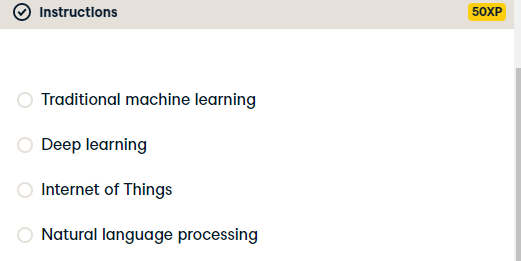 Instructions
50XP
Traditional machine learning
Deep learning
Internet of Things
Natural language processing